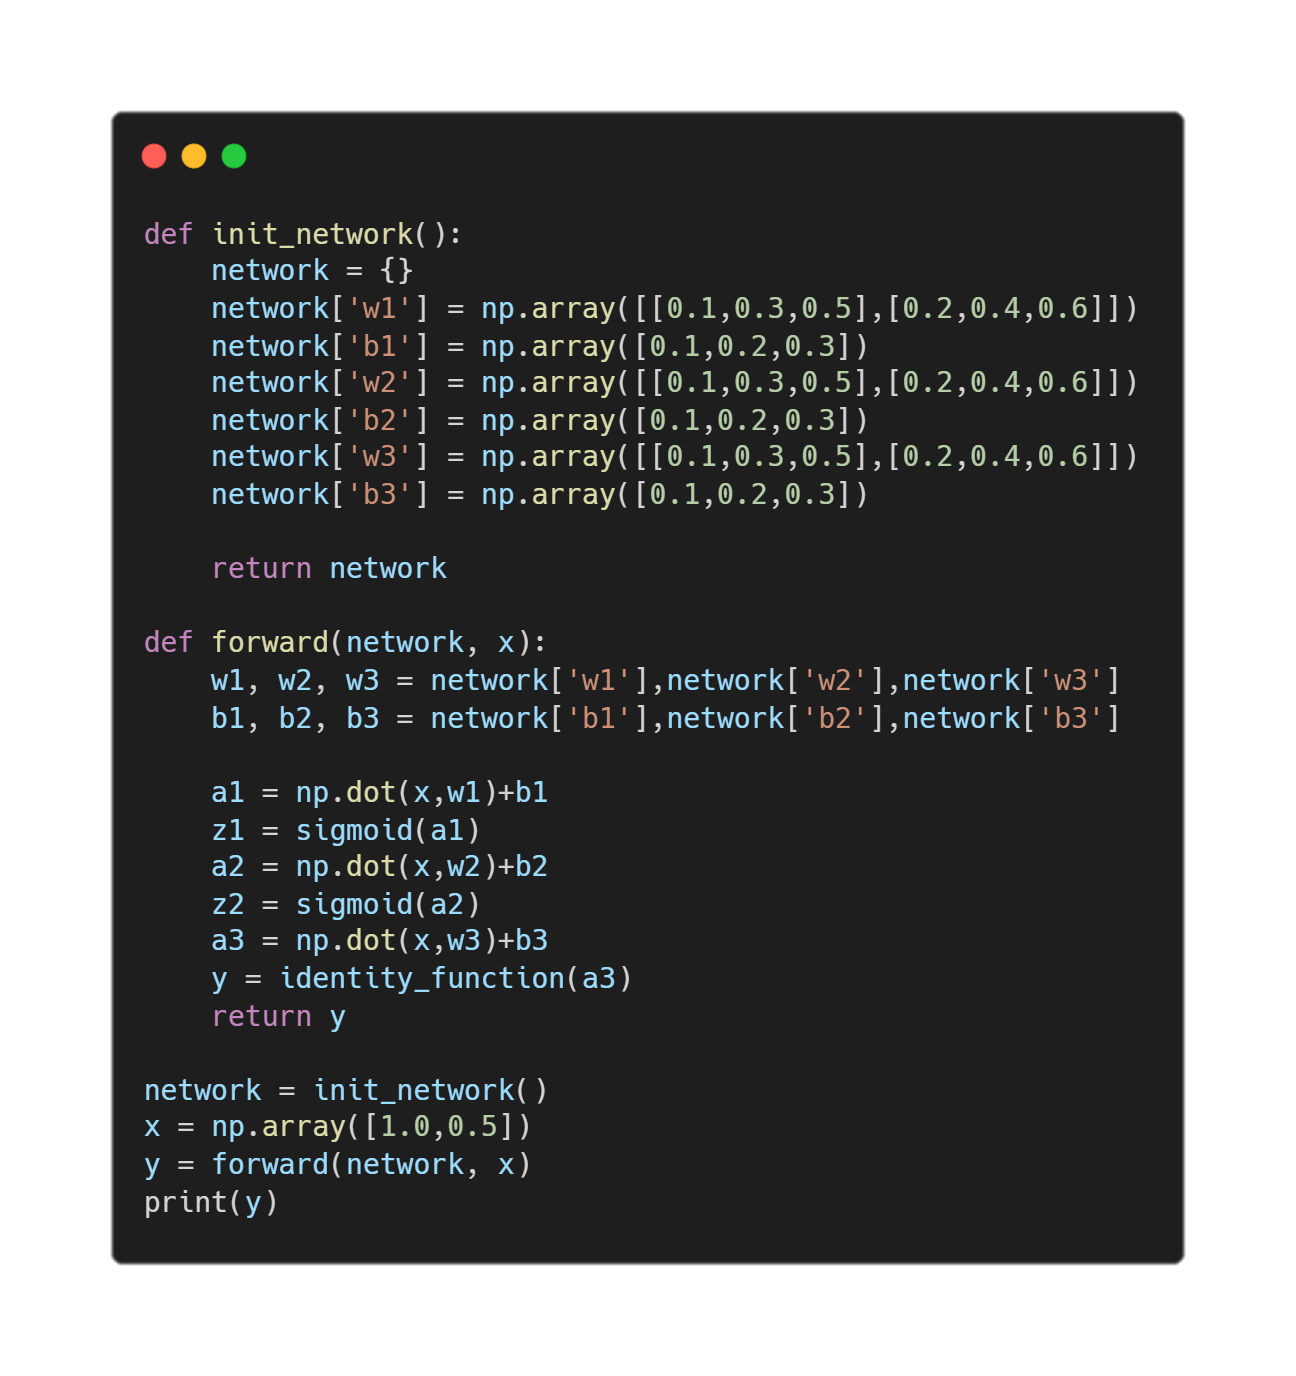 def init_network():
    network = {}
    network['w1'] = np.array([[0.1,0.3,0.5],[0.2,0.4,0.6]])
    network['b1'] = np.array([0.1,0.2,0.3])
    network['w2'] = np.array([[0.1,0.3,0.5],[0.2,0.4,0.6]])
    network['b2'] = np.array([0.1,0.2,0.3])
    network['w3'] = np.array([[0.1,0.3,0.5],[0.2,0.4,0.6]])
    network['b3'] = np.array([0.1,0.2,0.3])

    return network

def forward(network, x):
    w1, w2, w3 = network['w1'],network['w2'],network['w3']
    b1, b2, b3 = network['b1'],network['b2'],network['b3']

    a1 = np.dot(x,w1)+b1
    z1 = sigmoid(a1)
    a2 = np.dot(x,w2)+b2
    z2 = sigmoid(a2)
    a3 = np.dot(x,w3)+b3
    y = identity_function(a3)
    return y

network = init_network()
x = np.array([1.0,0.5])
y = forward(network, x)
print(y)